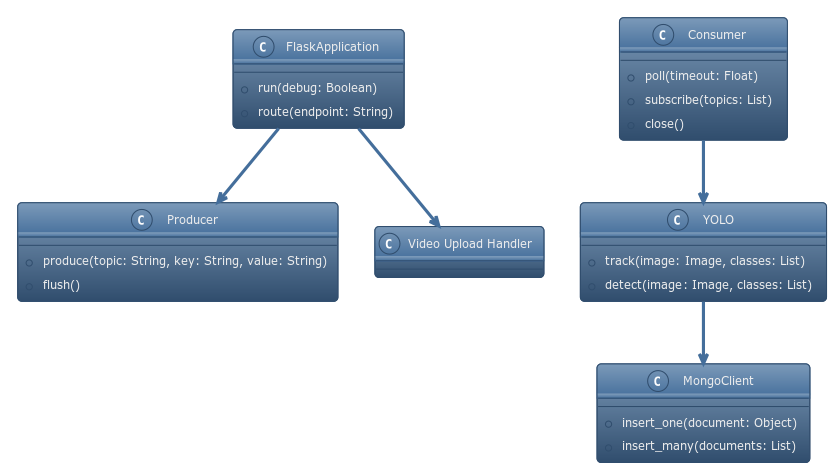 C FlaskApplication
run(debug: Boolean)
route(endpoint: String)
C Consumer
poll(timeout: Float)
subscribe(topics: List)
close()
C Producer
produce(topic: String, key: String, value: String)
flush()
C Video Upload Handler
C YOLO
track(image: Image, classes: List)
detect(image: Image, classes: List)
C MongoClient
insert_one(document: Object)
insert_many(documents: List)